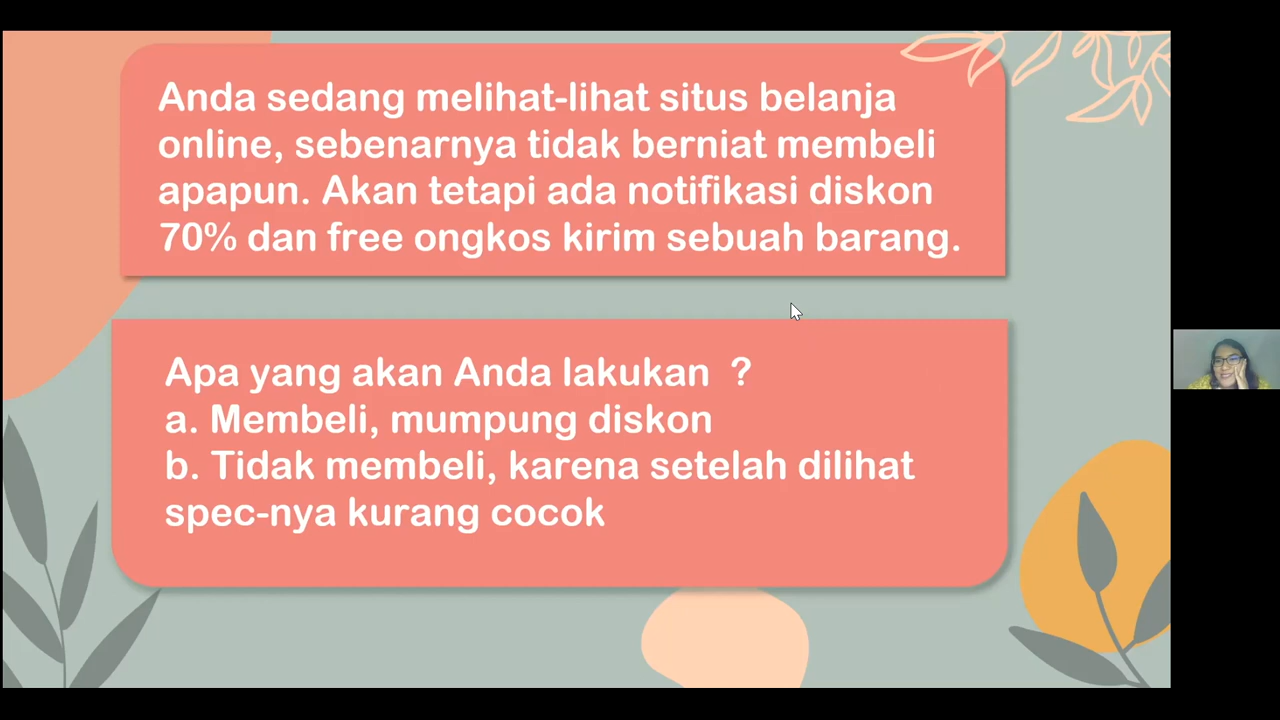 Anda sedang melihat-lihat situs belanja
online, sebenarnya tidak berniat membeli
apapun. Akan tetapi ada notifikasi diskon
70% dan free ongkos kirim sebuah barang.
Apa yang akan Anda lakukan  ?
a. Membeli, mumpung diskon
b. Tidak membeli, karena setelah dilihat
spec-nya kurang cocok